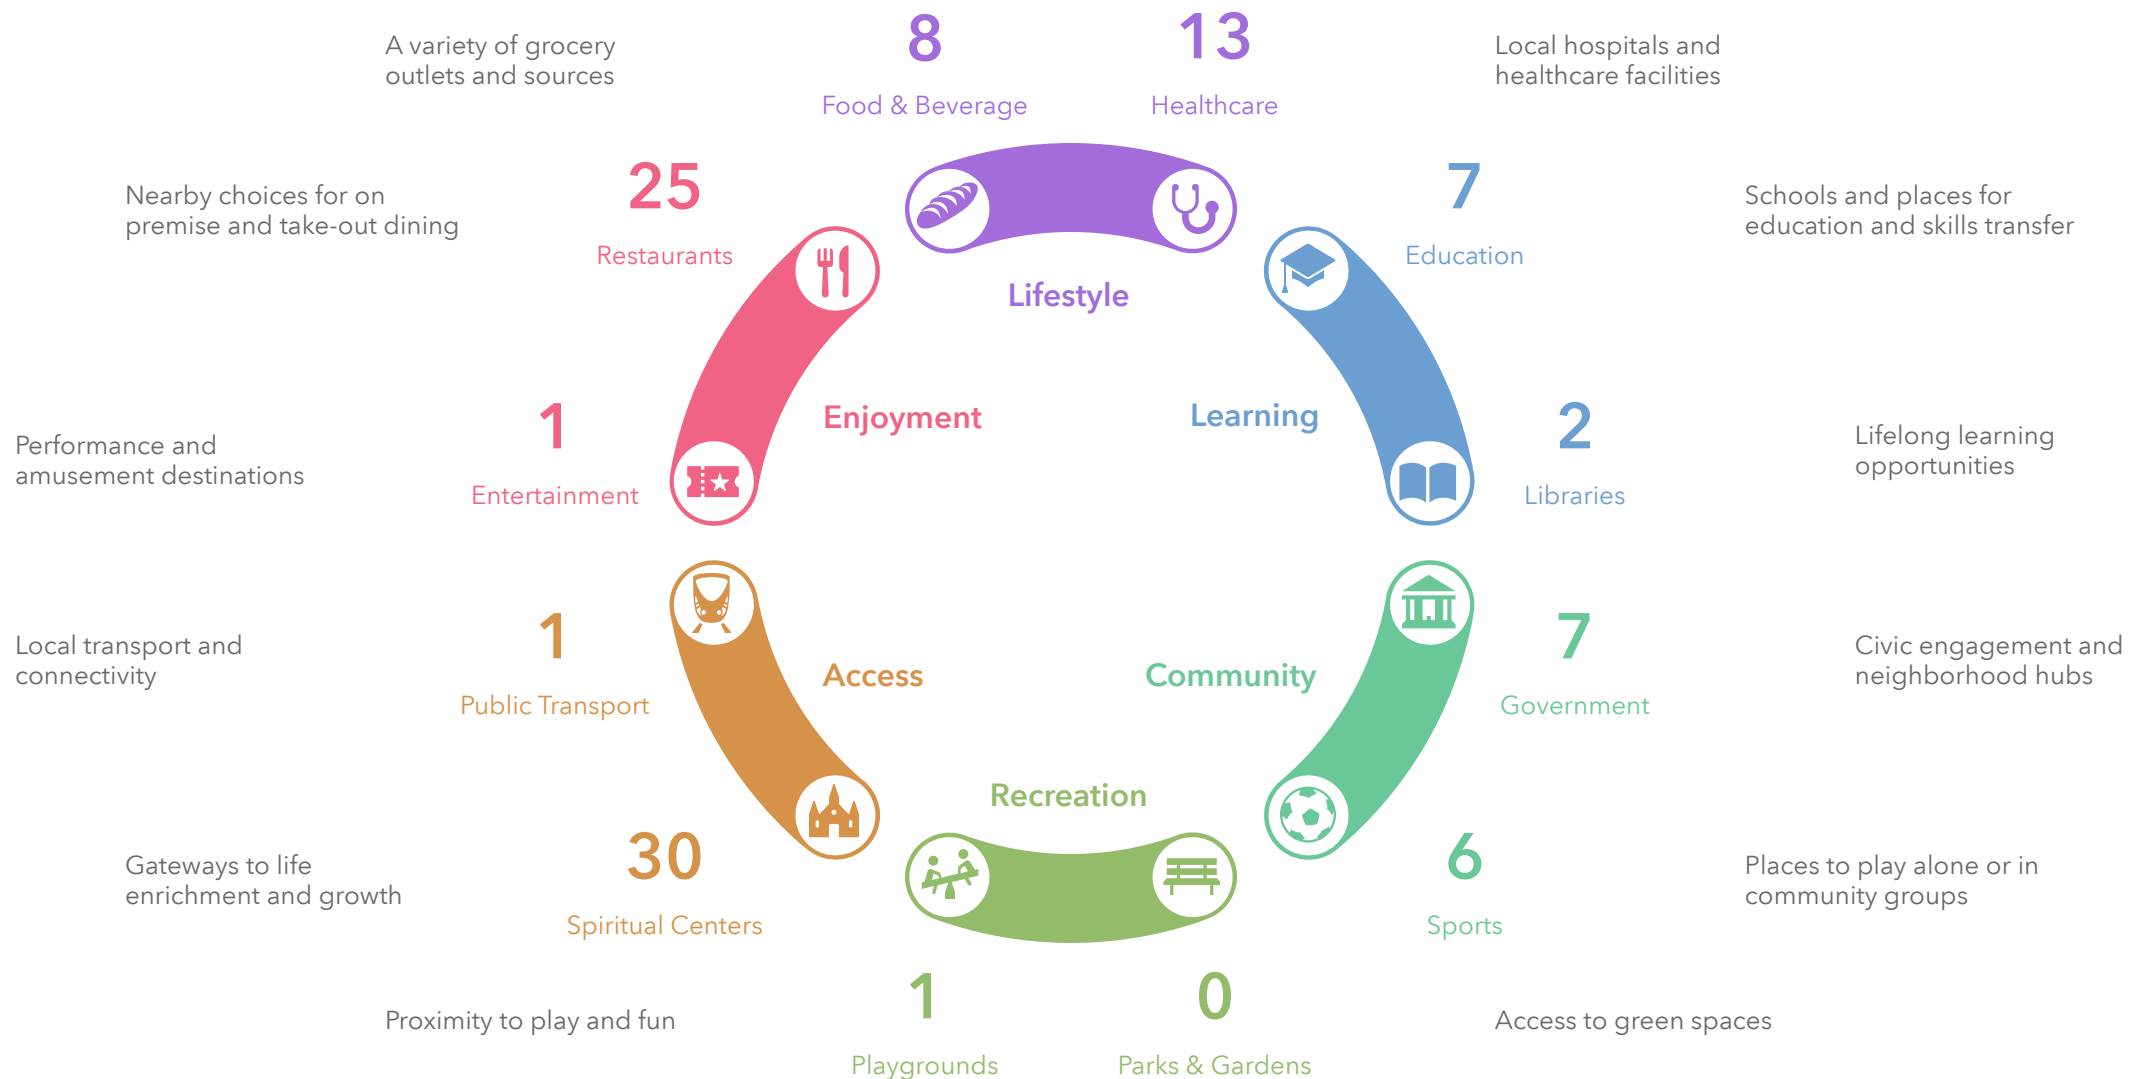 A variety of grocery
outlets and sources
8
Food & Beverage
13
Healthcare
Local hospitals and
healthcare facilities
Nearby choices for on
premise and take-out dining
25
Restaurants
7
Education
Schools and places for
education and skills transfer
Lifestyle
Performance and
amusement destinations
1
Entertainment
Enjoyment
Learning
2
Libraries
Lifelong learning
opportunities
Local transport and
connectivity
1
Public Transport
Access
Community
7
Government
Civic engagement and
neighborhood hubs
Recreation
Gateways to life
enrichment and growth
30
Spiritual Centers
6
Sports
Places to play alone or in
community groups
Proximity to play and fun
1
Playgrounds
0
Parks & Gardens
Access to green spaces